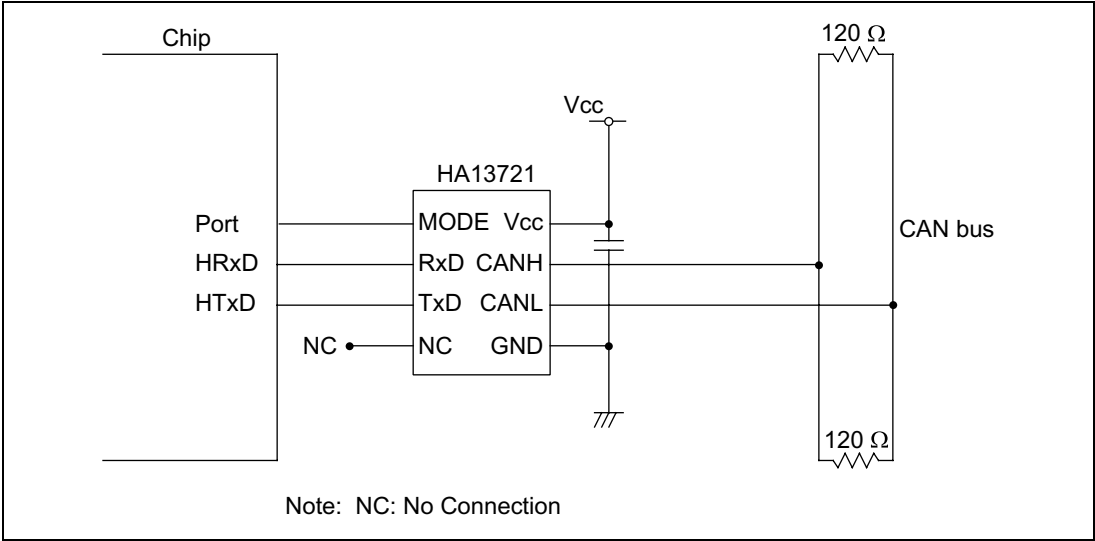 Chip
120 Ω
Vcc
HA13721
Port
MODE Vcc
CAN bus
HRxD
RxD CANH
HTxD
TxD CANL
NC
NC GND
120 Ω
Note: NC: No Connection